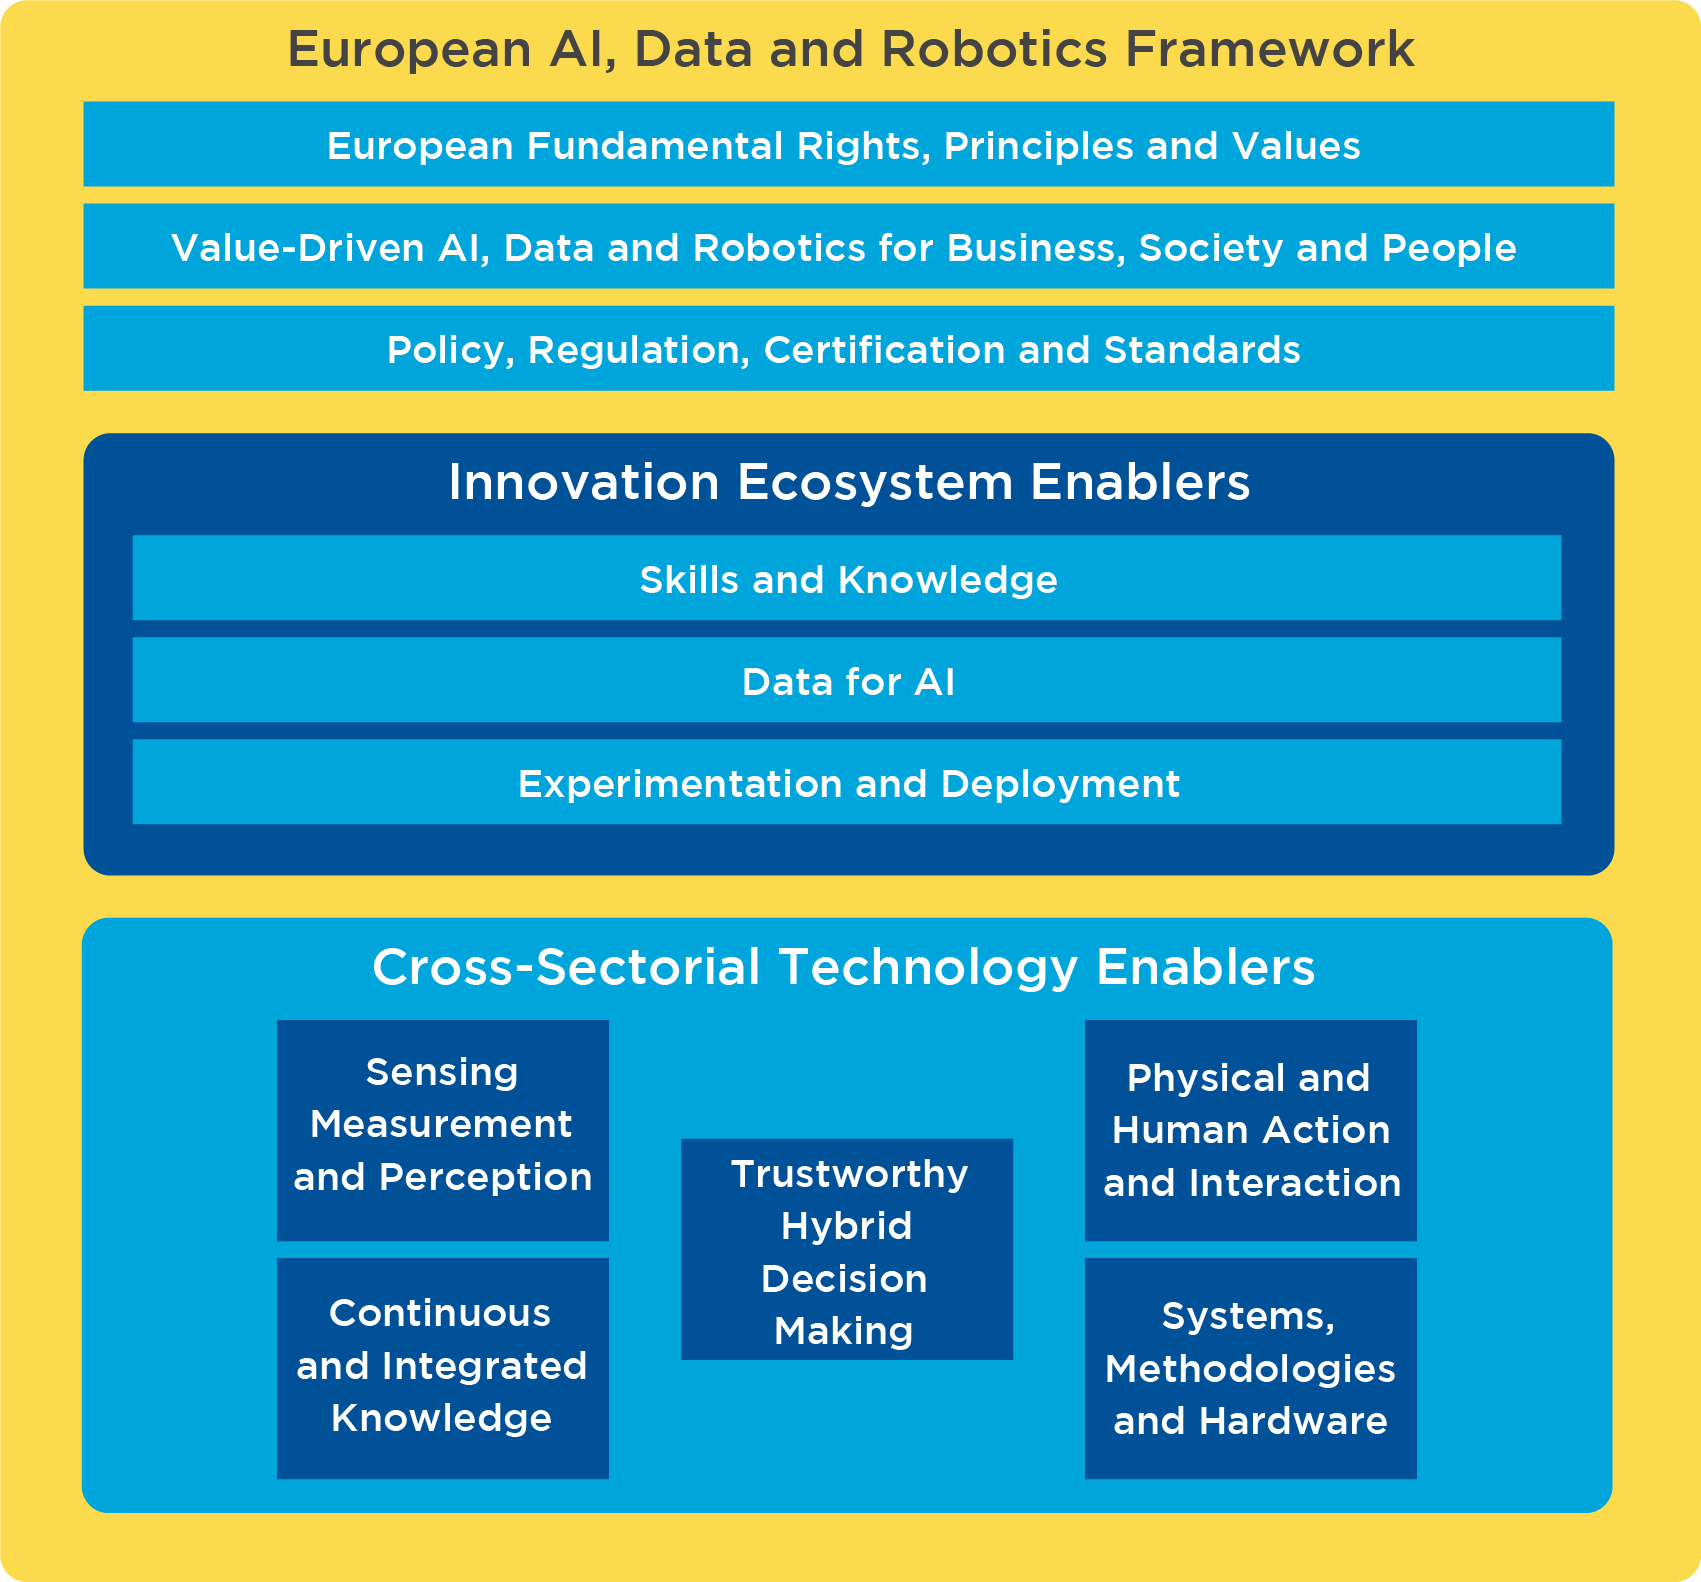 European AI, Data and Robotics Framework
European Fundamental Rights, Principles and Values
Value-Driven AI, Data and Robotics for Business, Society and People
Policy, Regulation, Certification and Standards
Innovation Ecosystem Enablers
Skills and Knowledge
Data for AI
Experimentation and Deployment
Cross-Sectorial Technology Enablers
Sensing
Measurement
and Perception
Continuous
and Integrated
Knowledge
Trustworthy
Hybrid
Decision
Making
Physical and
Human Action
and Interaction
Systems,
Methodologies
and Hardware